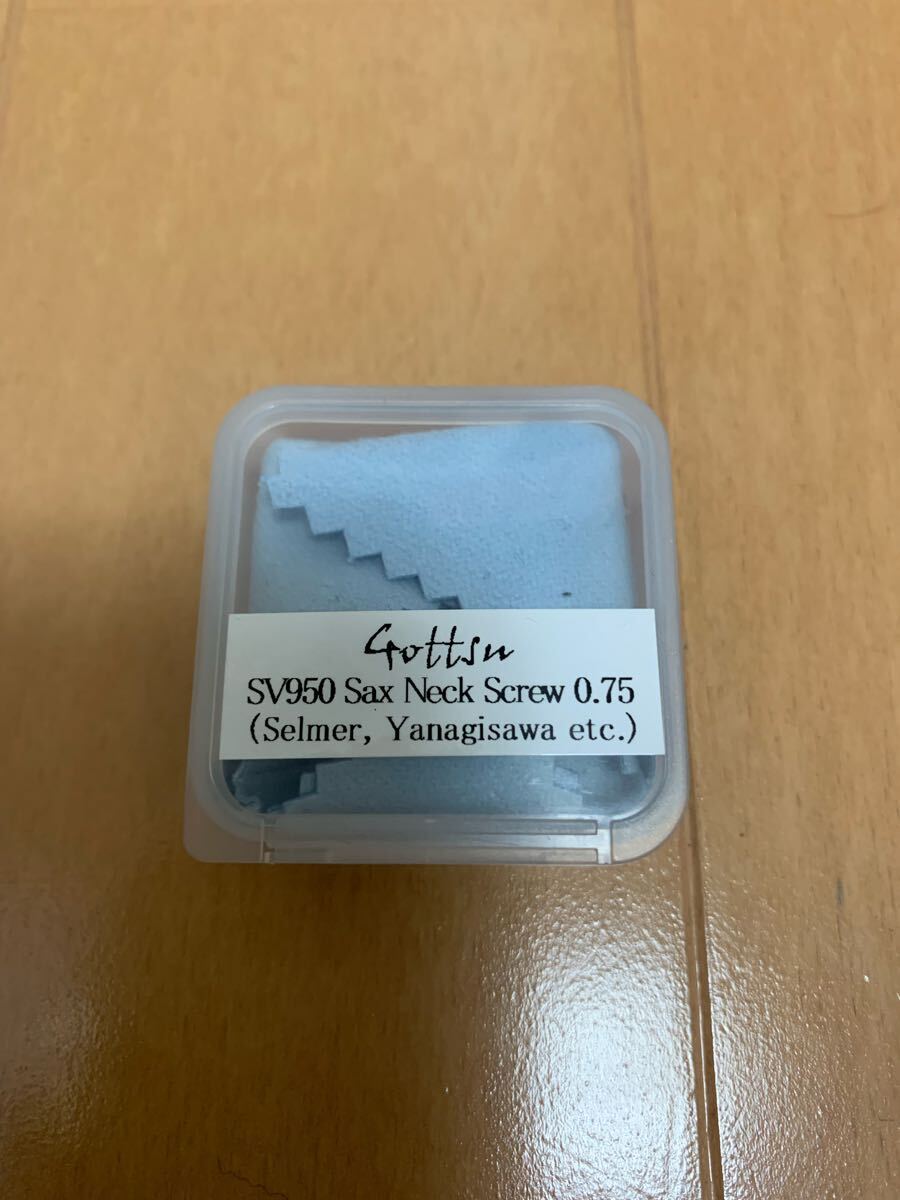 Gottsu
SV950 Sax Neck Screw 0.75
(Selmer, Yanagisawa etc.)